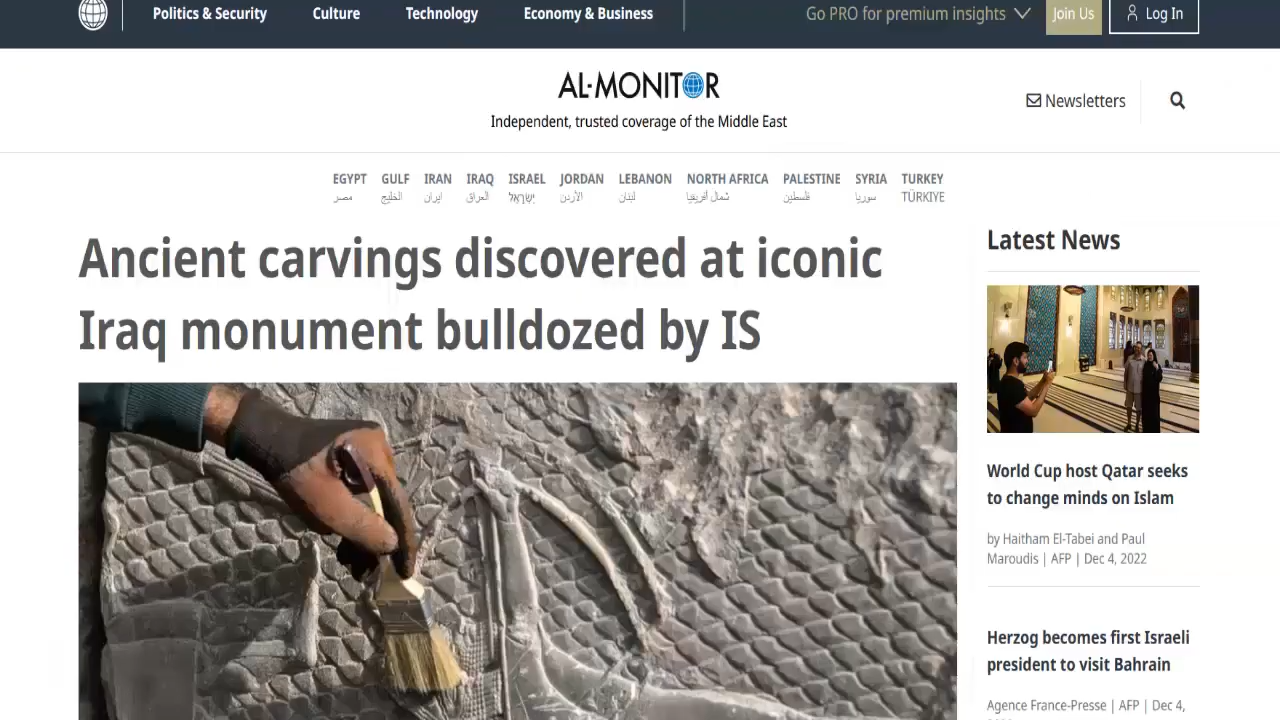 Politics & Security Culture Technology Economy & Business Go PRO for premium insights Join Us Log In
AL-MONITOR
Independent, trusted coverage of the Middle East
Newsletters
EGYPT GULF IRAN IRAQ ISRAEL JORDAN LEBANON NORTH AFRICA PALESTINE SYRIA TURKEY
مصر الخليج ايران العراق יִשְׂרָאֵל الأردن لبنان شمال أفريقيا فلسطين سوريا TÜRKIYE
Ancient carvings discovered at iconic
Iraq monument bulldozed by IS
Latest News
World Cup host Qatar seeks
to change minds on Islam
by Haitham El-Tabei and Paul
Maroudis | AFP | Dec 4, 2022
Herzog becomes first Israeli
president to visit Bahrain
Agence France-Presse | AFP | Dec 4,